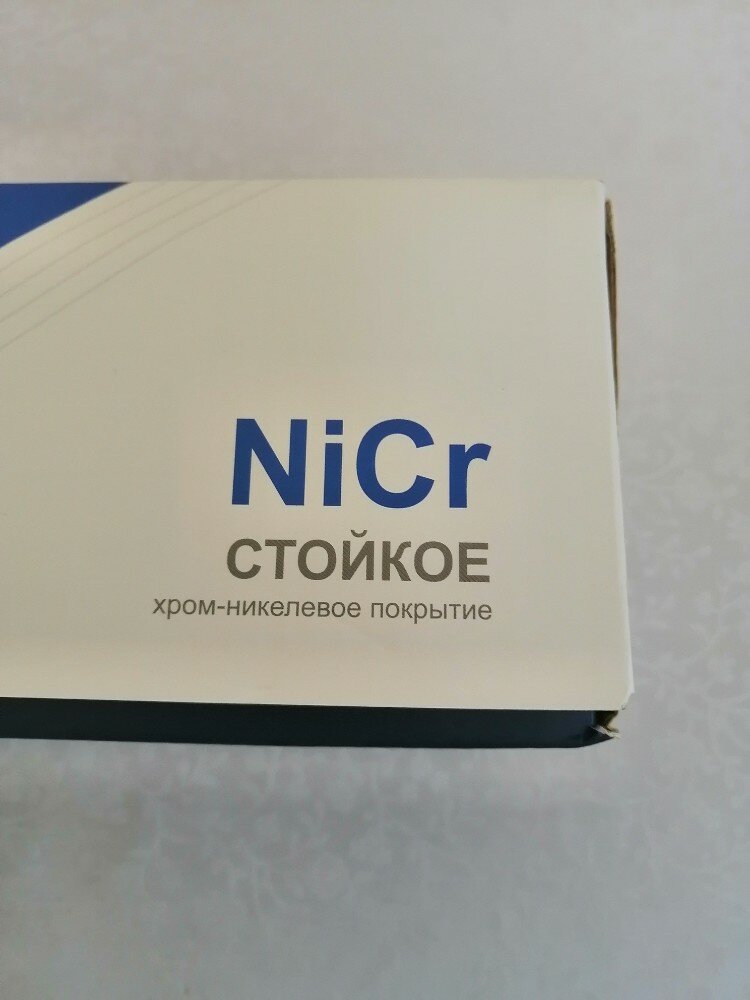 NiCr
СТОЙКОЕ
хром-никелевое покрытие